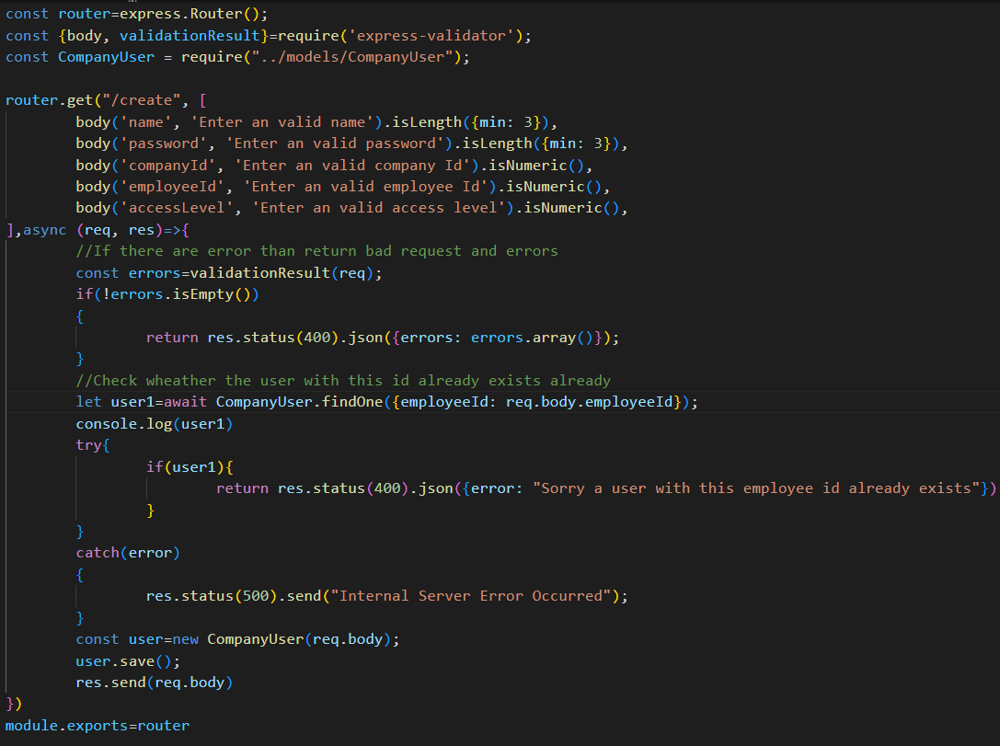 const router=express.Router();
const {body, validationResult}=require('express-validator');
const CompanyUser = require("../models/CompanyUser");
router.get("/create", [
body('name', 'Enter an valid name').isLength({min: 3}),
body('password', 'Enter an valid password').isLength({min: 3}),
body('companyId', 'Enter an valid company Id').isNumeric(),
body('employeeId', 'Enter an valid employee Id').isNumeric(),
body('accessLevel', 'Enter an valid access level').isNumeric(),
],async (req, res)=>{
//If there are error than return bad request and errors
const errors=validationResult(req);
if(!errors.isEmpty())
{
return res.status(400).json({errors: errors.array()});
}
//Check wheather the user with this id already exists already
let user1=await CompanyUser.findOne({employeeId: req.body.employeeId});
console.log(user1)
try{
if(user1){
return res.status(400).json({error: "Sorry a user with this employee id already exists"})
}
}
catch(error)
{
res.status(500).send("Internal Server Error Occurred");
}
const user=new CompanyUser(req.body);
user.save();
res.send(req.body)
})
module.exports=router